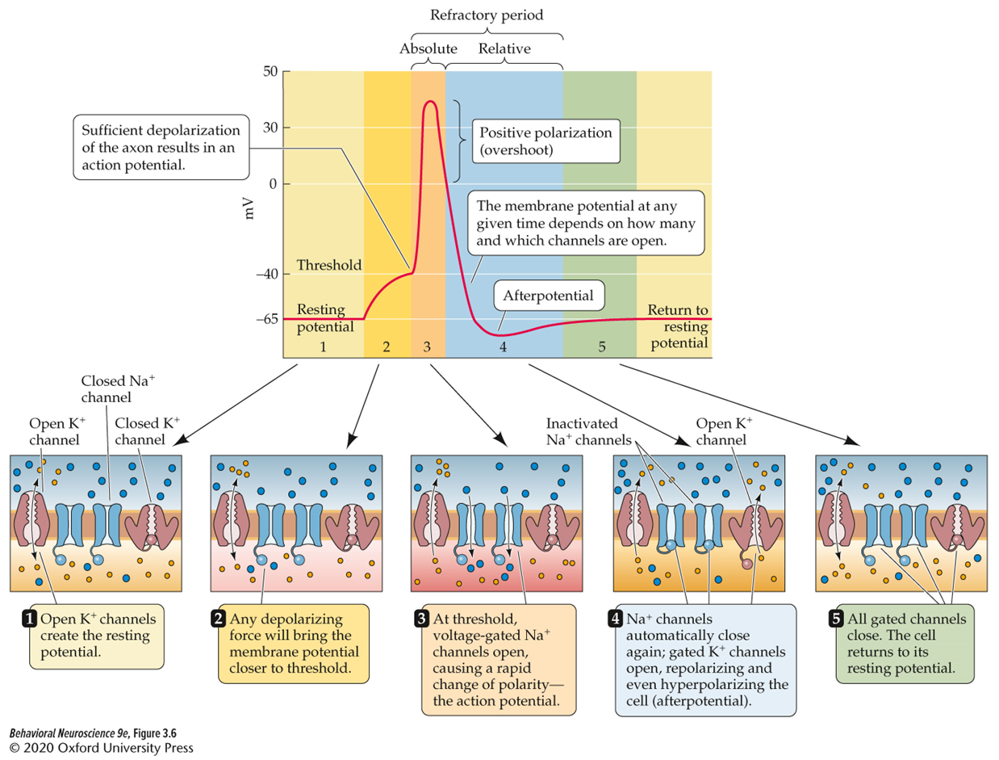 Refractory period
Absolute
Relative
50
30
0
–40
–65
mV
Sufficient depolarization
of the axon results in an
action potential.
Positive polarization
(overshoot)
The membrane potential at any
given time depends on how many
and which channels are open.
Threshold
Afterpotential
Resting
potential
Return to
resting
potential
1
2
3
4
5
Closed Na⁺
channel
Open K⁺
channel
Closed K⁺
channel
Inactivated
Na⁺ channels
Open K⁺
channel
1 Open K⁺ channels
create the resting
potential.
2 Any depolarizing
force will bring the
membrane potential
closer to threshold.
3 At threshold,
voltage-gated Na⁺
channels open,
causing a rapid
change of polarity—
the action potential.
4 Na⁺ channels
automatically close
again; gated K⁺ channels
open, repolarizing and
even hyperpolarizing the
cell (afterpotential).
5 All gated channels
close. The cell
returns to its
resting potential.
Behavioral Neuroscience 9e, Figure 3.6
© 2020 Oxford University Press